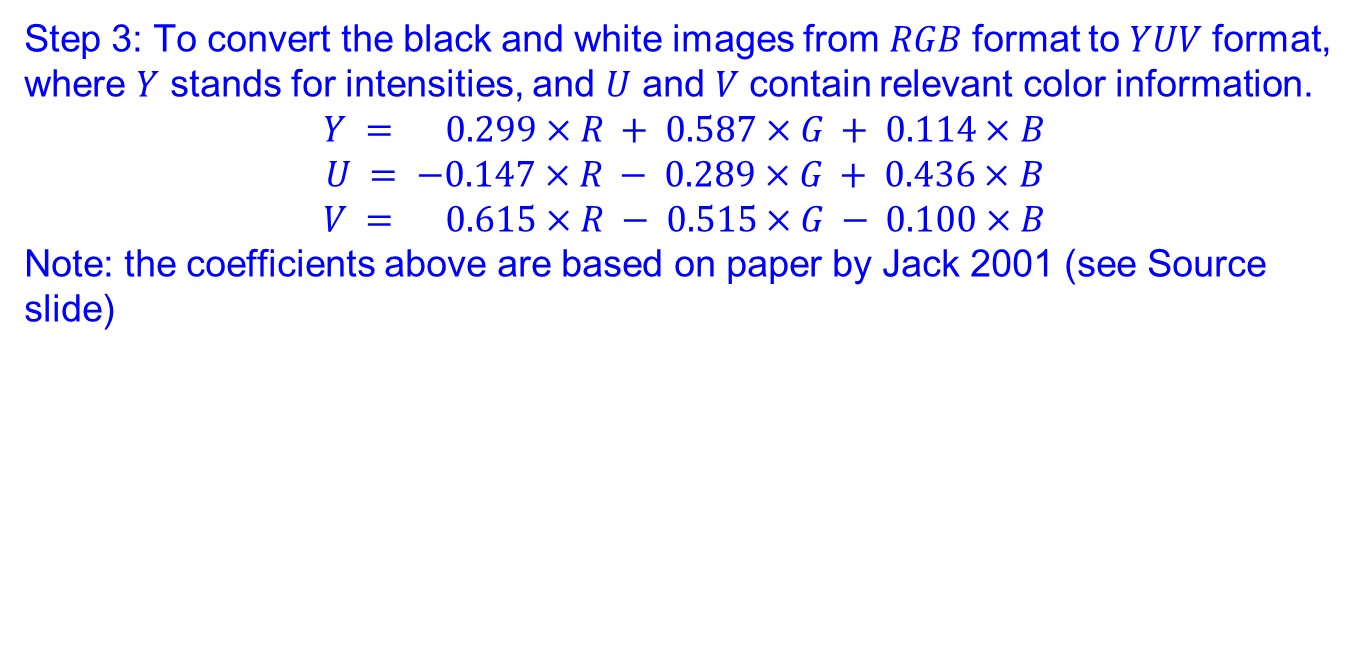 Step 3: To convert the black and white images from RGB format to YUV format,
where Y stands for intensities, and U and V contain relevant color information.
Y = 0.299 × R + 0.587 × G + 0.114 × B
U = −0.147 × R − 0.289 × G + 0.436 × B
V = 0.615 × R − 0.515 × G − 0.100 × B
Note: the coefficients above are based on paper by Jack 2001 (see Source
slide)